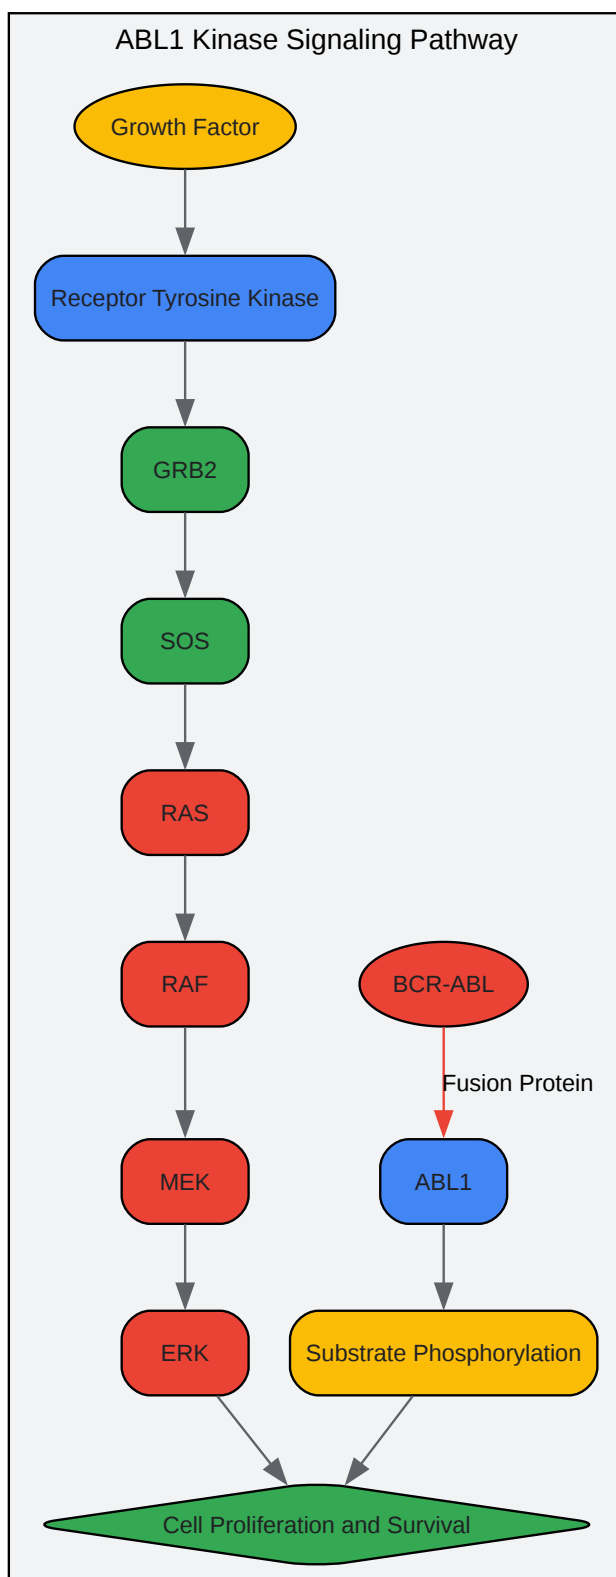 ABL1 Kinase Signaling Pathway
Growth Factor
Receptor Tyrosine Kinase
GRB2
SOS
RAS
RAF
BCR-ABL
Fusion Protein
MEK
ABL1
ERK
Substrate Phosphorylation
Cell Proliferation and Survival